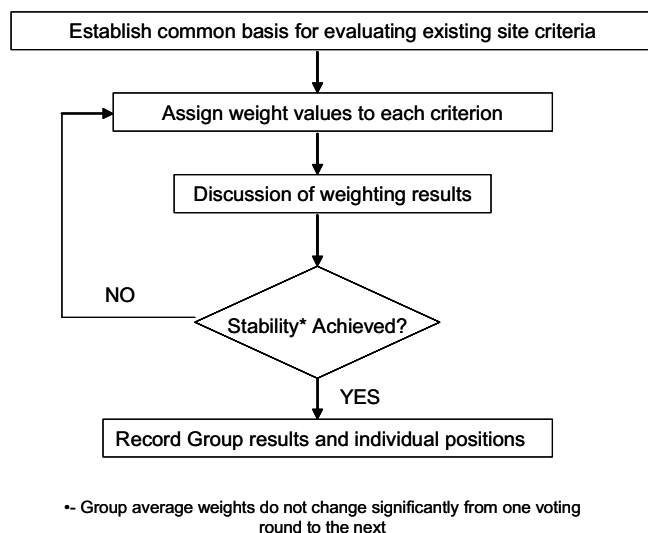 Establish common basis for evaluating existing site criteria
Assign weight values to each criterion
Discussion of weighting results
NO
Stability* Achieved?
YES
Record Group results and individual positions
•- Group average weights do not change significantly from one voting
round to the next